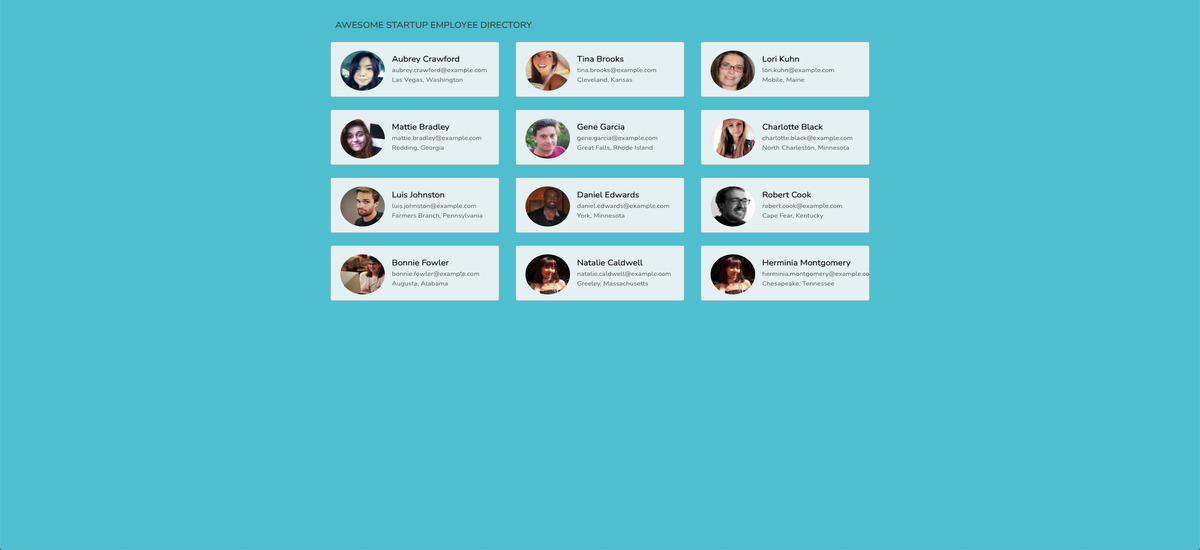 AWESOME STARTUP EMPLOYEE DIRECTORY
Aubrey Crawford
aubrey.crawford@example.com
Las Vegas, Washington
Tina Brooks
tina.brooks@example.com
Cleveland, Kansas
Lori Kuhn
lori.kuhn@example.com
Mobile, Maine
Mattie Bradley
mattie.bradley@example.com
Redding, Georgia
Gene Garcia
gene.garcia@example.com
Great Falls, Rhode Island
Charlotte Black
charlotte.black@example.com
North Charleston, Minnesota
Luis Johnston
luis.johnston@example.com
Farmers Branch, Pennsylvania
Daniel Edwards
daniel.edwards@example.com
York, Minnesota
Robert Cook
robert.cook@example.com
Cape Fear, Kentucky
Bonnie Fowler
bonnie.fowler@example.com
Augusta, Alabama
Natalie Caldwell
natalie.caldwell@example.com
Greeley, Massachusetts
Herminia Montgomery
herminia.montgomery@example.co
Chesapeake, Tennessee